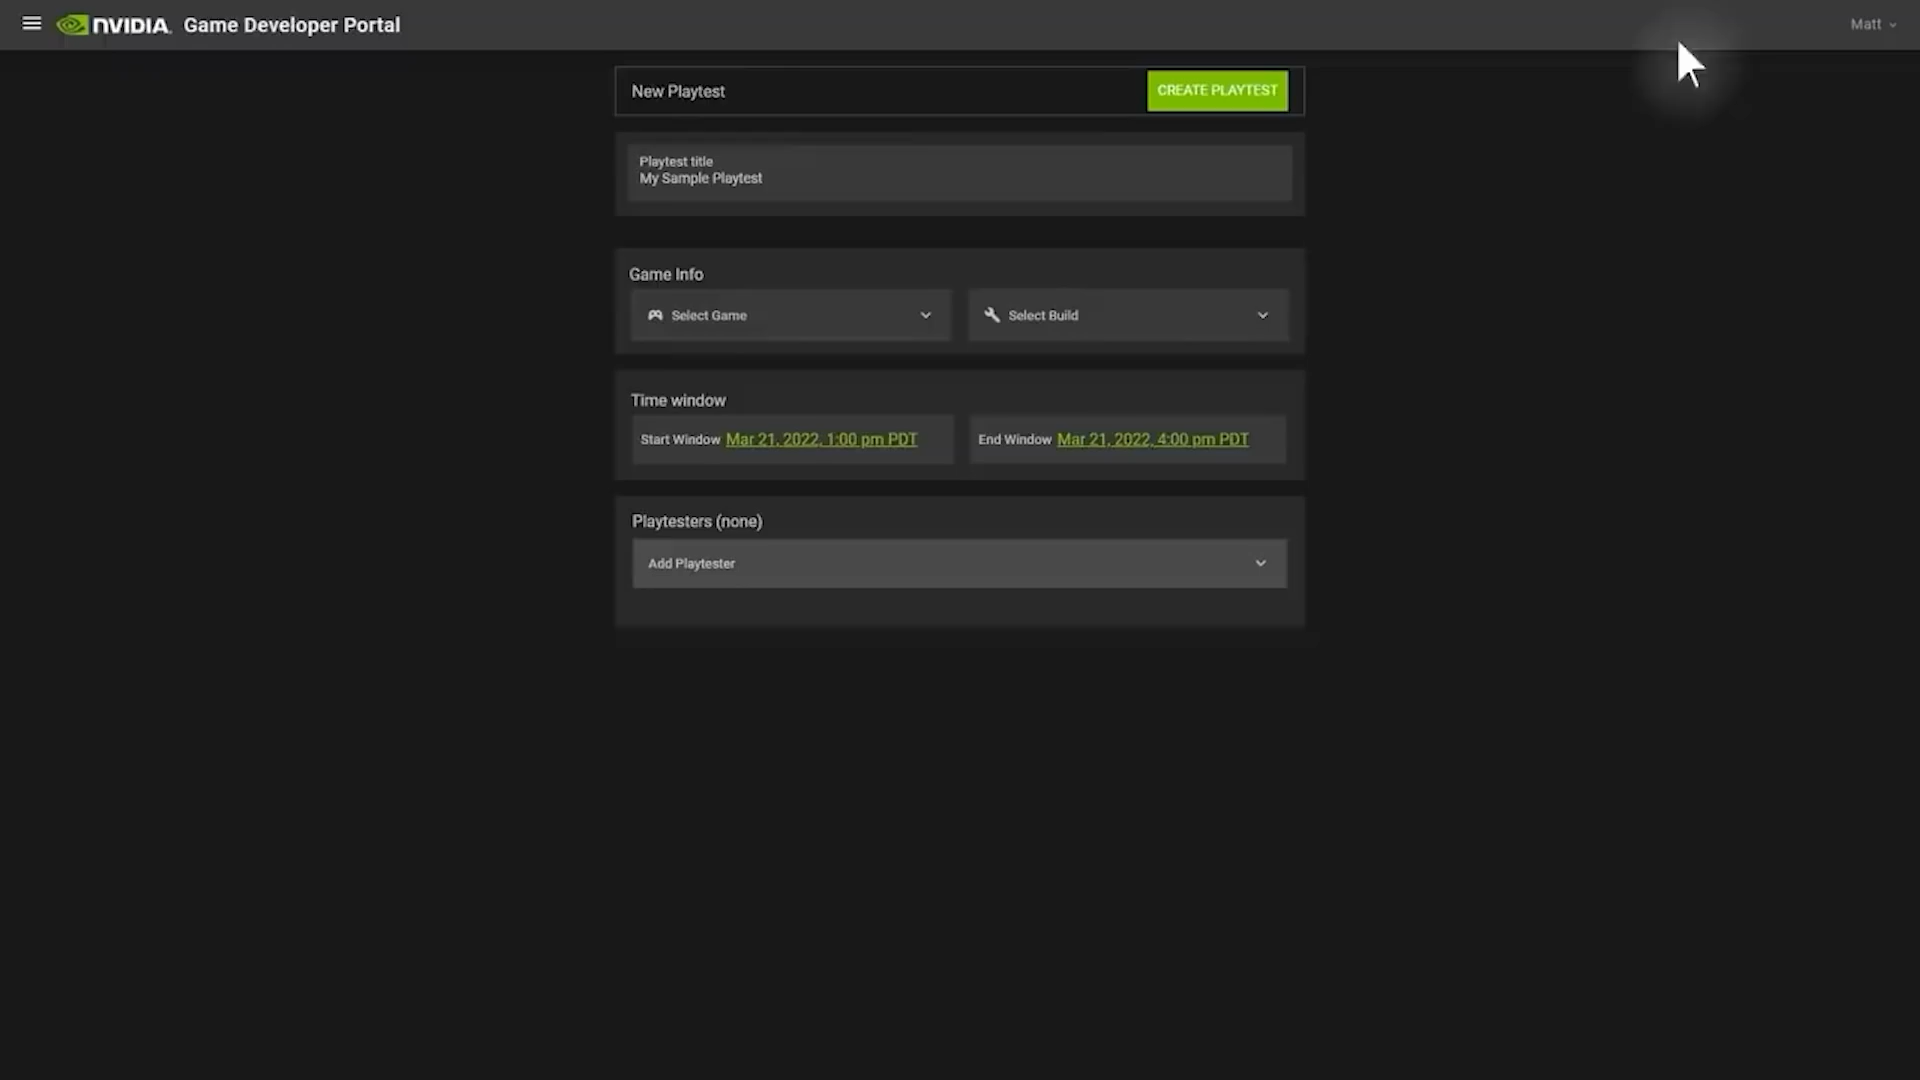 NVIDIA. Game Developer Portal
Matt
New Playtest
CREATE PLAYTEST
Playtest title
My Sample Playtest
Game Info
Select Game
Select Build
Time window
Start Window Mar 21, 2022, 1:00 pm PDT
End Window Mar 21, 2022, 4:00 pm PDT
Playtesters (none)
Add Playtester